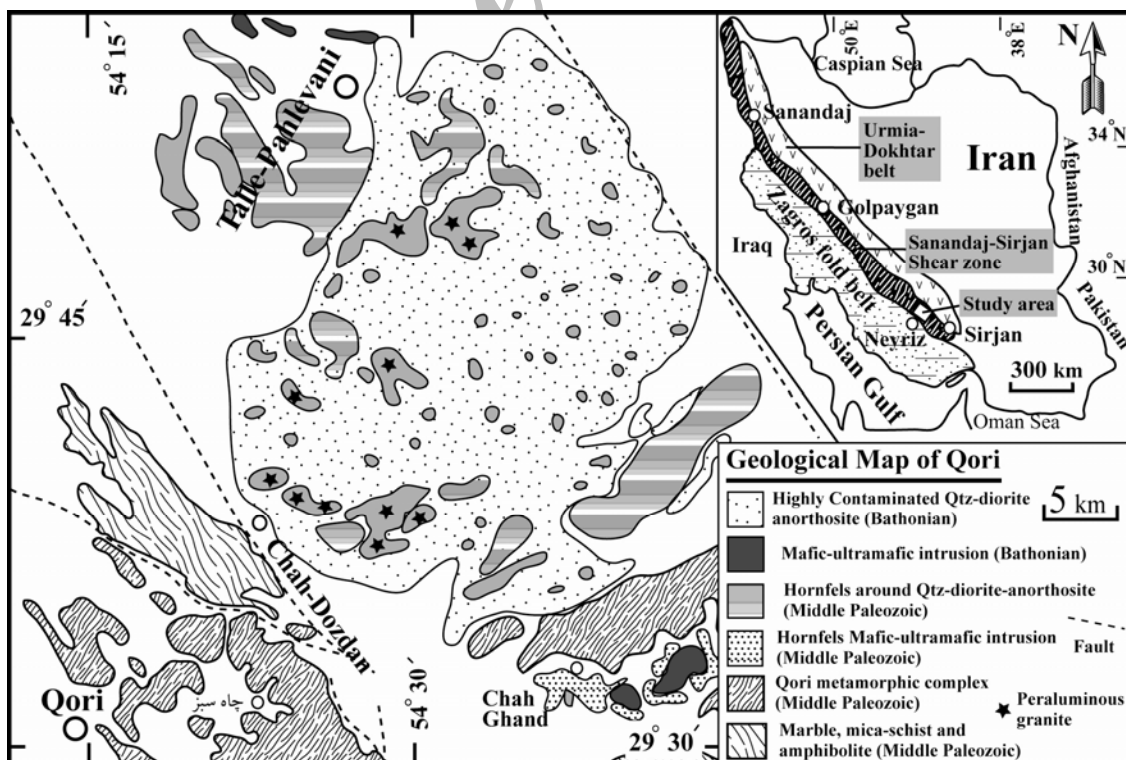 54° 15′
Talle-Pahlevani
29° 45′
Chah-Dozdan
Qori
چاه سبز
54° 30′
Chah
Ghand
29° 30′
50° E
38° E
N
Caspian Sea
Sanandaj
34° N
Urmia-
Dokhtar
belt
Iran
Afghanistan
Golpaygan
Zagros fold belt
Iraq
Sanandaj-Sirjan
Shear zone
30° N
Study area
Pakistan
Neyriz
Sirjan
Persian Gulf
300 km
Oman Sea
Geological Map of Qori
Highly Contaminated Qtz-diorite
anorthosite (Bathonian)
5 km
Mafic-ultramafic intrusion (Bathonian)
Hornfels around Qtz-diorite-anorthosite
(Middle Paleozoic)
Hornfels Mafic-ultramafic intrusion
(Middle Paleozoic)
Fault
Qori metamorphic complex
(Middle Paleozoic)
Peraluminous
granite
Marble, mica-schist and
amphibolite (Middle Paleozoic)